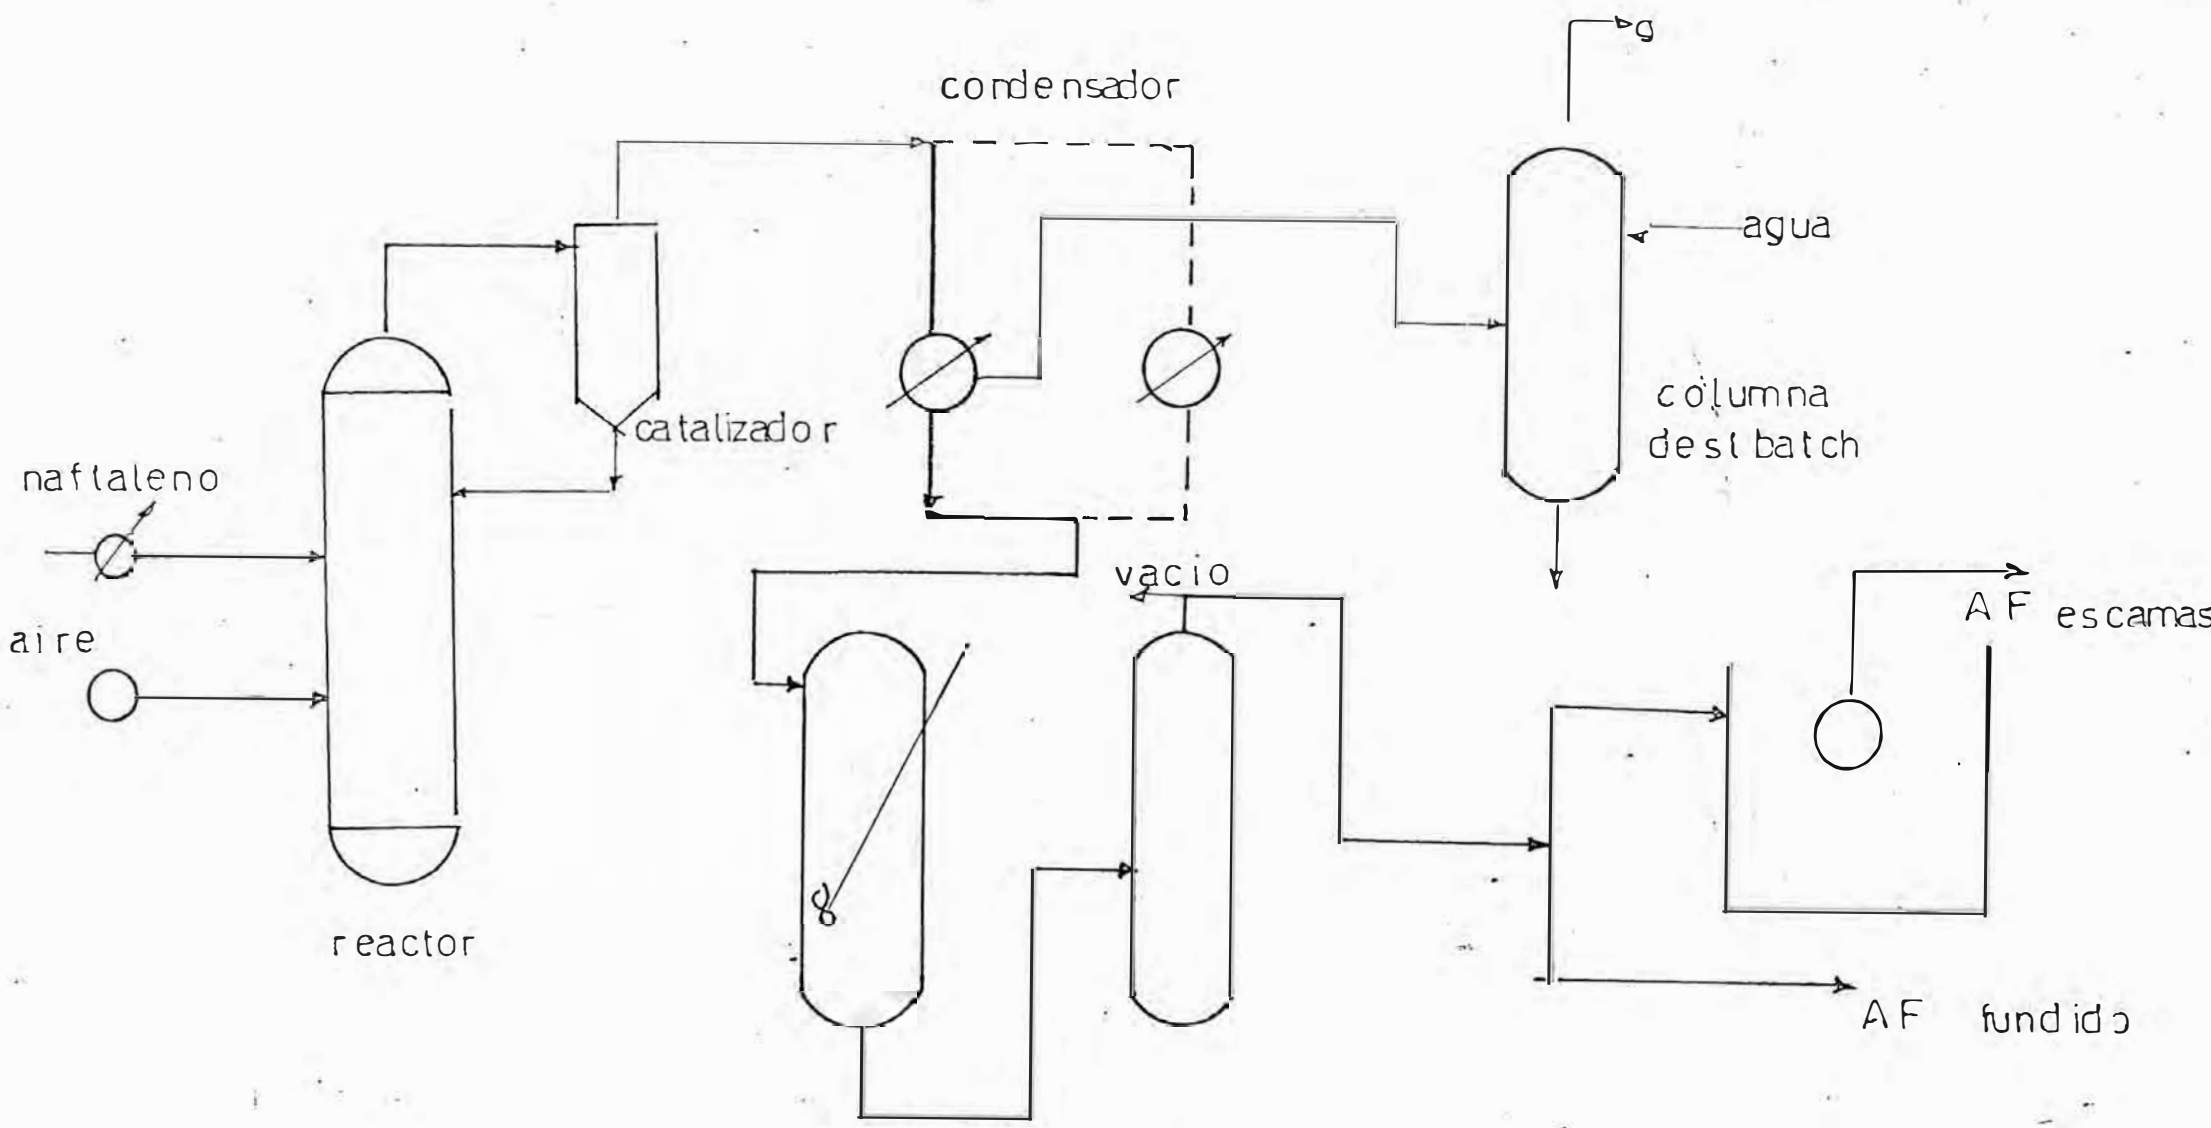 g
condensador
agua
columna
dest batch
catalizador
naftaleno
vacio
aire
AF escamas
reactor
AF fundido